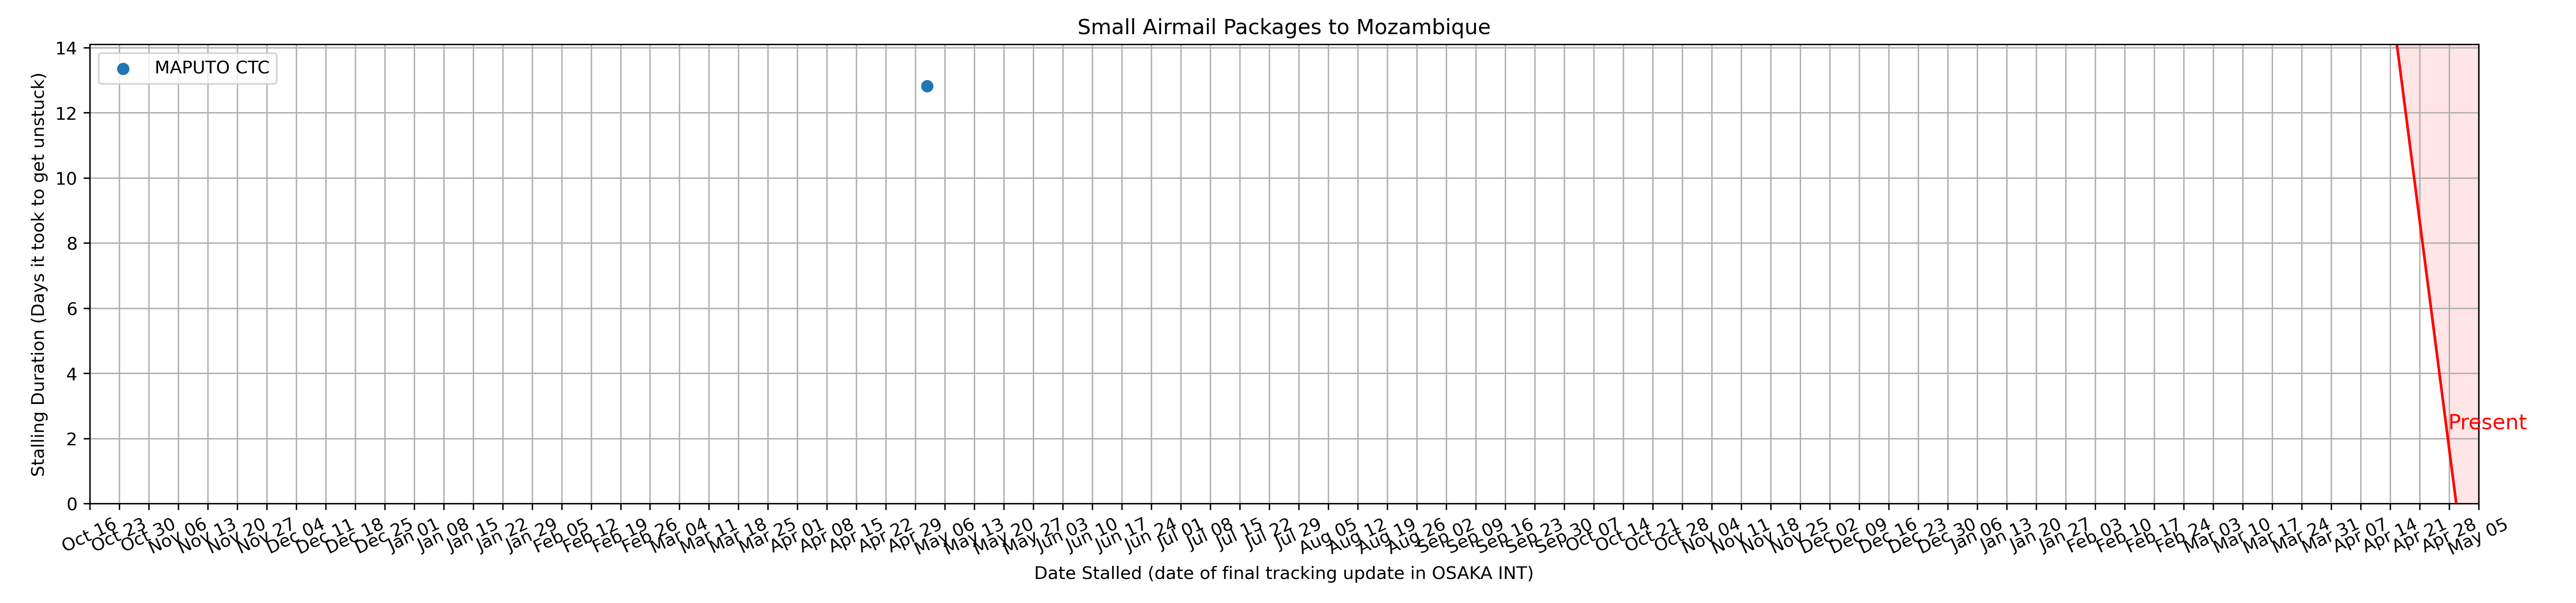 Small Airmail Packages to Mozambique
MAPUTO CTC
Stalling Duration (Days it took to get unstuck)
14
12
10
8
6
4
2
0
Present
Oct 16
Oct 23
Oct 30
Nov 06
Nov 13
Nov 20
Nov 27
Dec 04
Dec 11
Dec 18
Dec 25
Jan 01
Jan 08
Jan 15
Jan 22
Jan 29
Feb 05
Feb 12
Feb 19
Feb 26
Mar 04
Mar 11
Mar 18
Mar 25
Apr 01
Apr 08
Apr 15
Apr 22
Apr 29
May 06
May 13
May 20
May 27
Jun 03
Jun 10
Jun 17
Jun 24
Jul 01
Jul 08
Jul 15
Jul 22
Jul 29
Aug 05
Aug 12
Aug 19
Aug 26
Sep 02
Sep 09
Sep 16
Sep 23
Sep 30
Oct 07
Oct 14
Oct 21
Oct 28
Nov 04
Nov 11
Nov 18
Nov 25
Dec 02
Dec 09
Dec 16
Dec 23
Dec 30
Jan 06
Jan 13
Jan 20
Jan 27
Feb 03
Feb 10
Feb 17
Feb 24
Mar 03
Mar 10
Mar 17
Mar 24
Mar 31
Apr 07
Apr 14
Apr 21
Apr 28
May 05
Date Stalled (date of final tracking update in OSAKA INT)